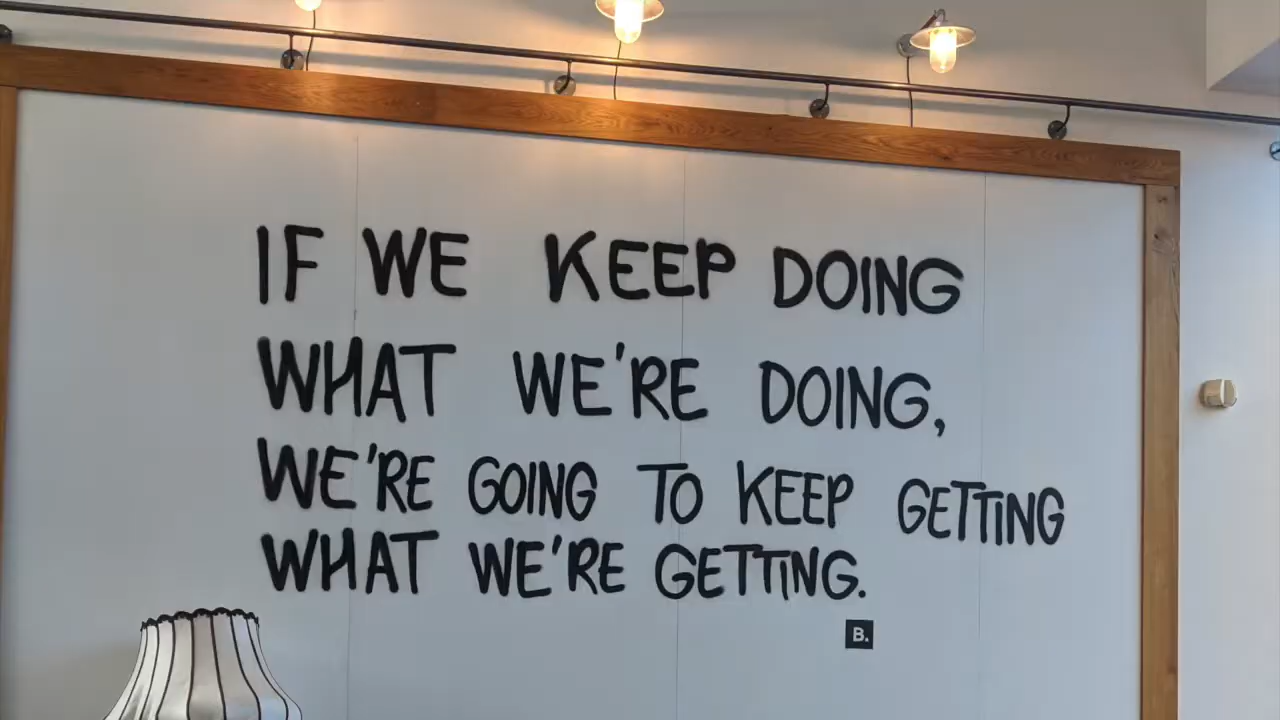 IF WE KEEP DOING
WHAT WE'RE DOING,
WE'RE GOING TO KEEP GETTING
WHAT WE'RE GETTING.
B.